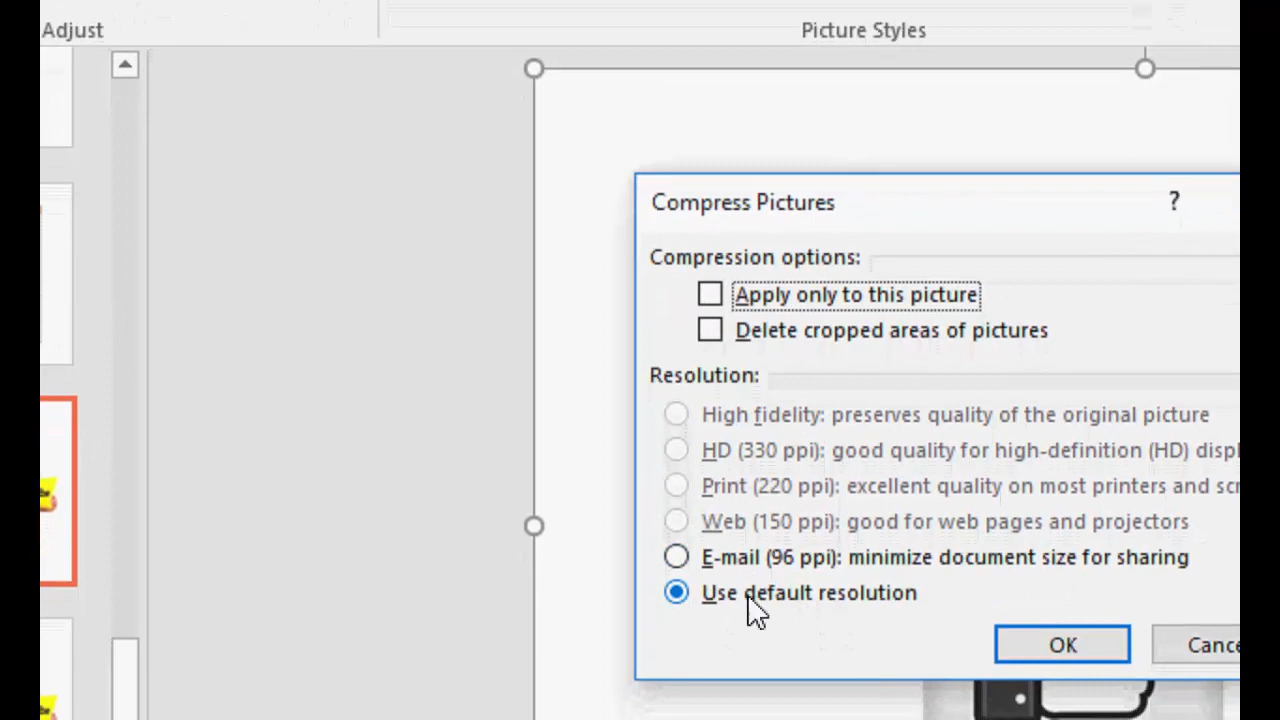 Adjust
Picture Styles
Compress Pictures
?
Compression options:
Apply only to this picture
Delete cropped areas of pictures
Resolution:
High fidelity: preserves quality of the original picture
HD (330 ppi): good quality for high-definition (HD) displ
Print (220 ppi): excellent quality on most printers and scr
Web (150 ppi): good for web pages and projectors
E-mail (96 ppi): minimize document size for sharing
Use default resolution
OK
Cance